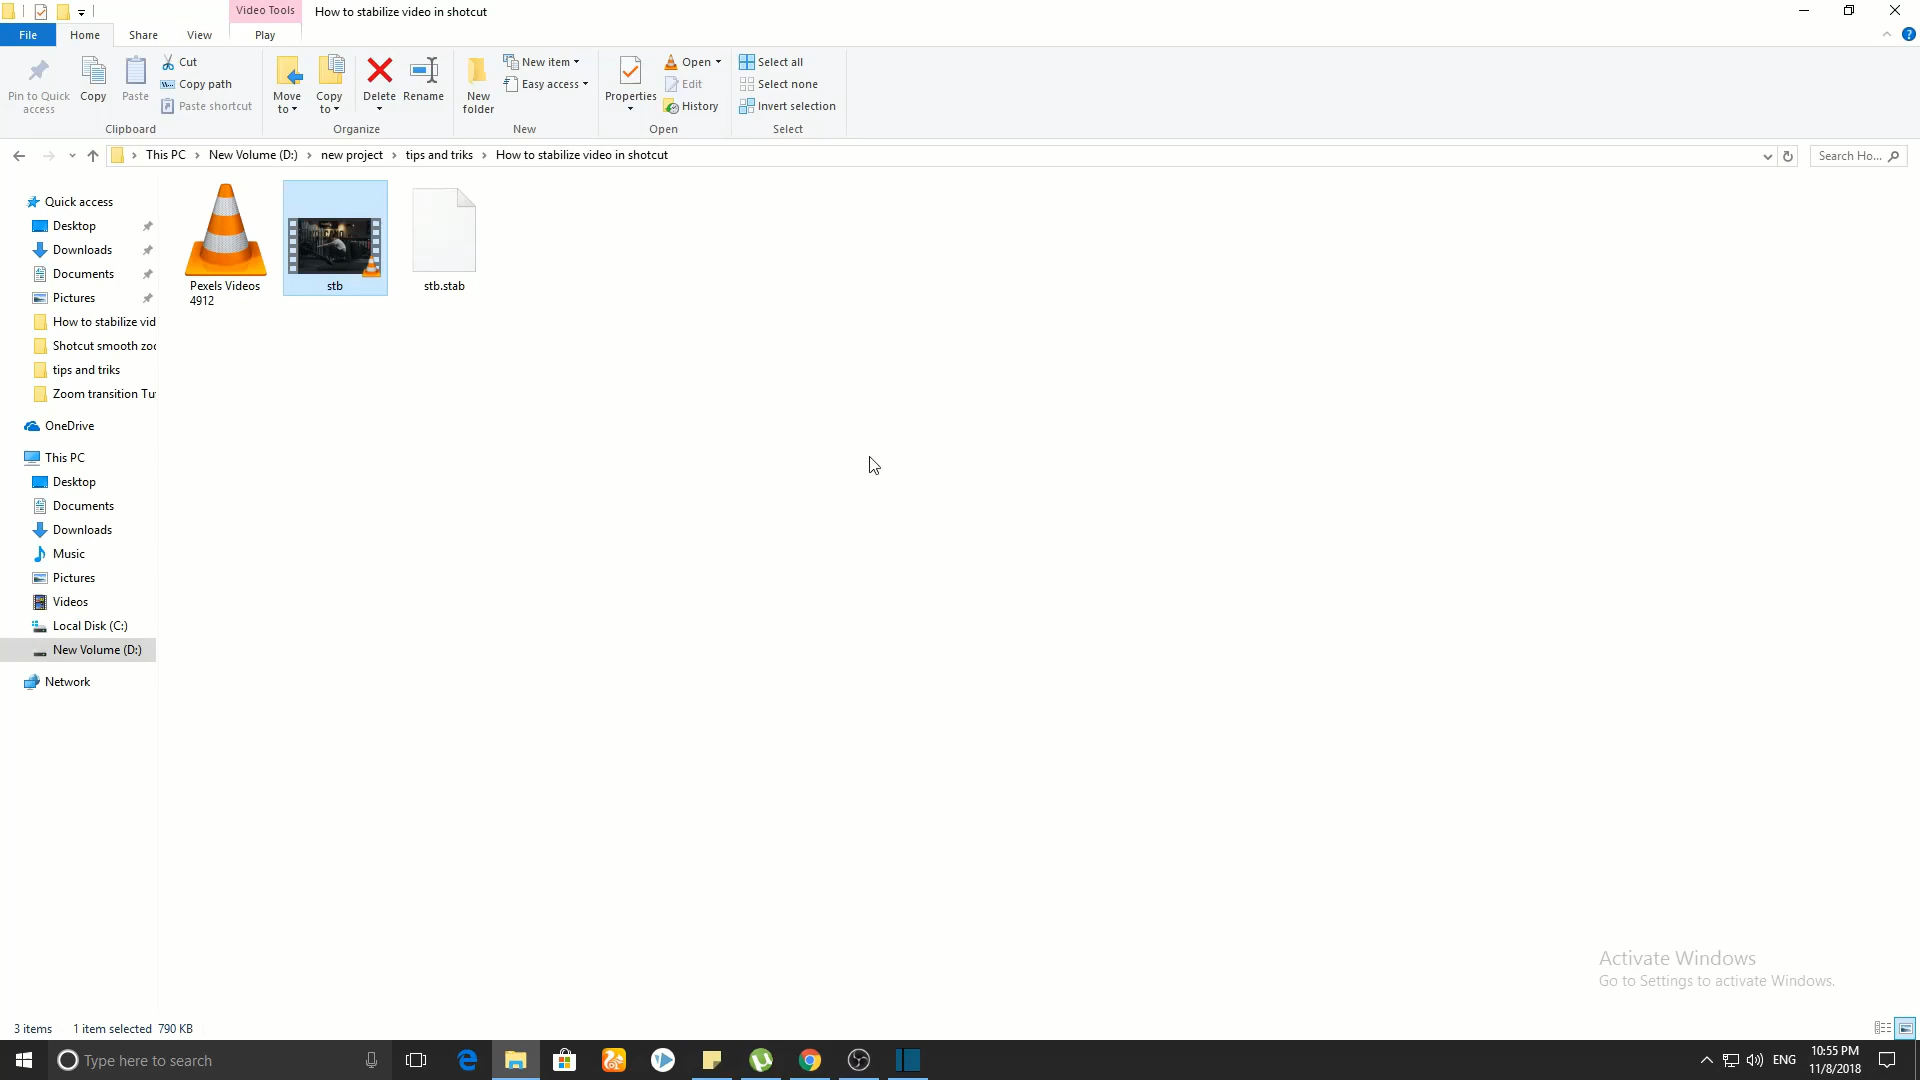 Video Tools
How to stabilize video in shotcut
File
Home
Share
View
Play
Pin to Quick access
Copy
Paste
Cut
Copy path
Paste shortcut
Clipboard
Move to
Copy to
Delete
Rename
Organize
New folder
New item
Easy access
New
Properties
Open
Edit
History
Open
Select all
Select none
Invert selection
Select
This PC > New Volume (D:) > new project > tips and triks > How to stabilize video in shotcut
Search Ho...
Quick access
Desktop
Downloads
Documents
Pictures
How to stabilize vid
Shotcut smooth zoo
tips and triks
Zoom transition Tu
OneDrive
This PC
Desktop
Documents
Downloads
Music
Pictures
Videos
Local Disk (C:)
New Volume (D:)
Network
Pexels Videos
4912
stb
stb.stab
Activate Windows
Go to Settings to activate Windows.
3 items
1 item selected 790 KB
Type here to search
ENG
10:55 PM
11/8/2018